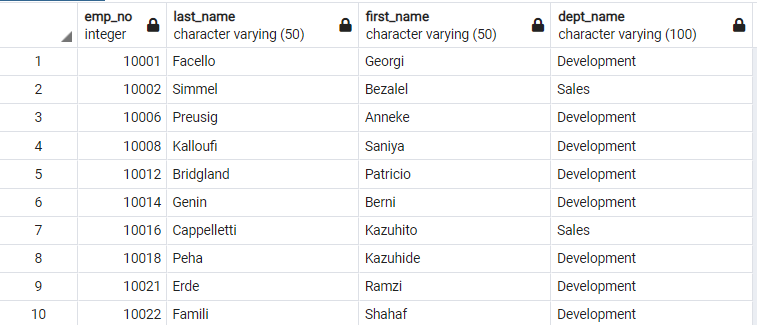 emp_no last_name first_name dept_name
integer character varying (50) character varying (50) character varying (100)
1 10001 Facello Georgi Development
2 10002 Simmel Bezalel Sales
3 10006 Preusig Anneke Development
4 10008 Kalloufi Saniya Development
5 10012 Bridgland Patricio Development
6 10014 Genin Berni Development
7 10016 Cappelletti Kazuhito Sales
8 10018 Peha Kazuhide Development
9 10021 Erde Ramzi Development
10 10022 Famili Shahaf Development